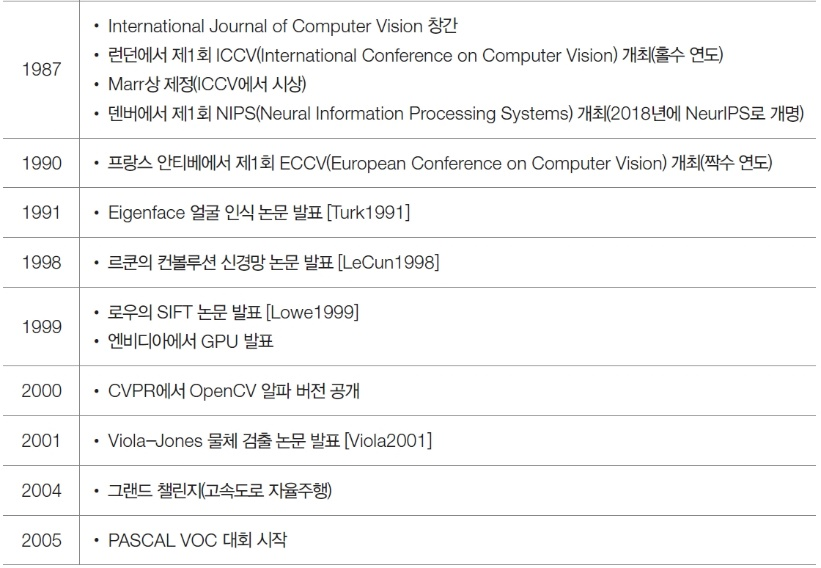 1987
• International Journal of Computer Vision 창간
• 런던에서 제1회 ICCV(International Conference on Computer Vision) 개최(홀수 연도)
• Marr상 제정(ICCV에서 시상)
• 덴버에서 제1회 NIPS(Neural Information Processing Systems) 개최(2018년에 NeurIPS로 개명)
1990
• 프랑스 안티베에서 제1회 ECCV(European Conference on Computer Vision) 개최(짝수 연도)
1991
• Eigenface 얼굴 인식 논문 발표 [Turk1991]
1998
• 르쿤의 컨볼루션 신경망 논문 발표 [LeCun1998]
1999
• 로우의 SIFT 논문 발표 [Lowe1999]
• 엔비디아에서 GPU 발표
2000
• CVPR에서 OpenCV 알파 버전 공개
2001
• Viola–Jones 물체 검출 논문 발표 [Viola2001]
2004
• 그랜드 챌린지(고속도로 자율주행)
2005
• PASCAL VOC 대회 시작